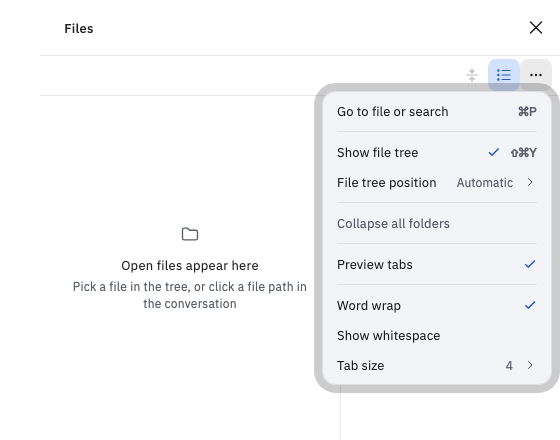 Files
Go to file or search ⌘P
Show file tree ⇧⌘Y
File tree position Automatic
Collapse all folders
Preview tabs
Word wrap
Show whitespace
Tab size 4
Open files appear here
Pick a file in the tree, or click a file path in
the conversation